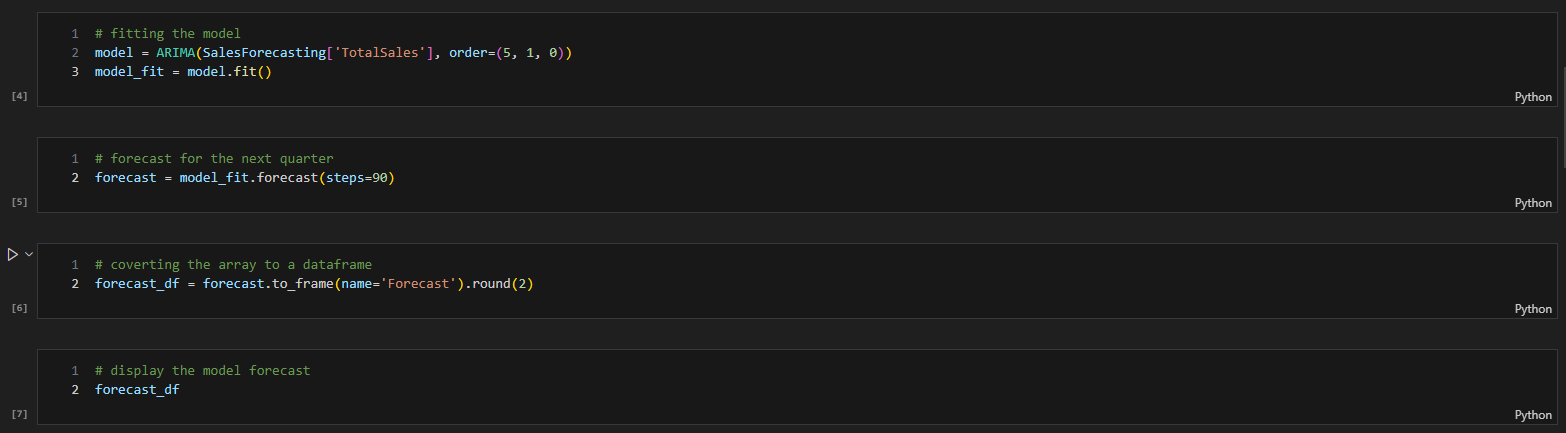 1 # fitting the model
2 model = ARIMA(SalesForecasting['TotalSales'], order=(5, 1, 0))
3 model_fit = model.fit()
[4]
Python
1 # forecast for the next quarter
2 forecast = model_fit.forecast(steps=90)
[5]
Python
1 # coverting the array to a dataframe
2 forecast_df = forecast.to_frame(name='Forecast').round(2)
[6]
Python
1 # display the model forecast
2 forecast_df
[7]
Python